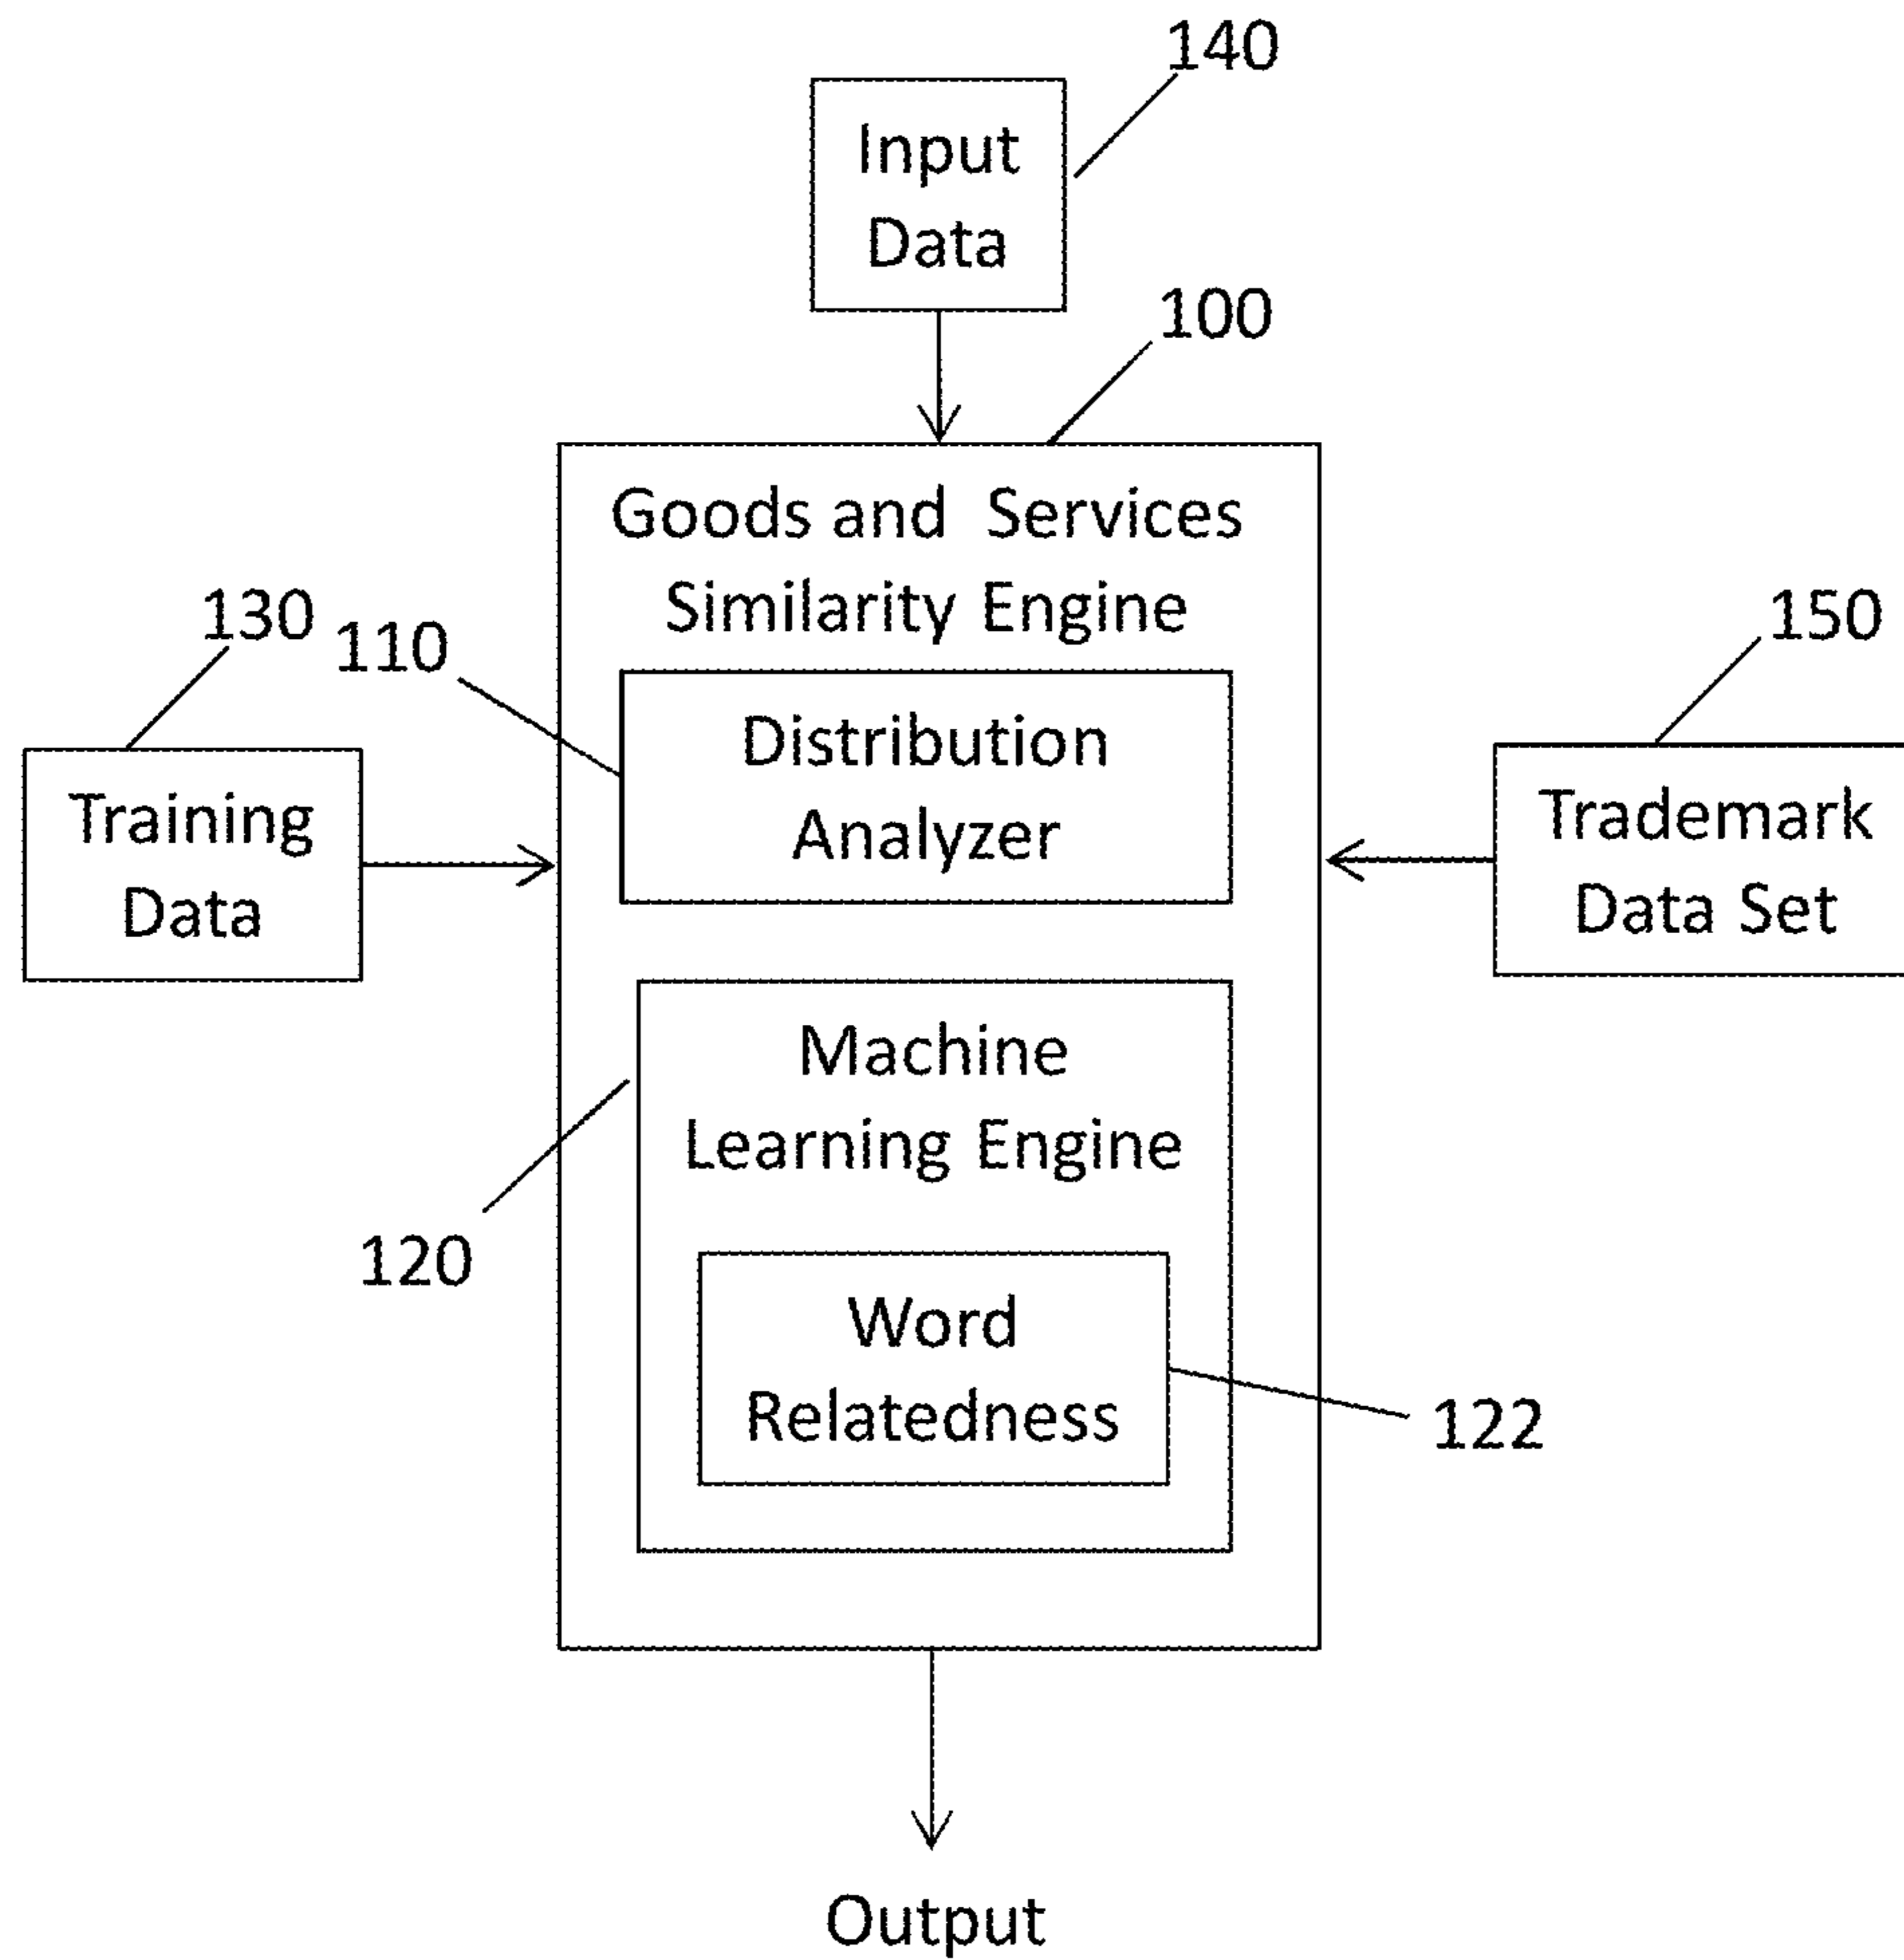 140
Input
Data
100
Goods and Services
Similarity Engine
130
110
150
Distribution
Analyzer
Training
Data
Trademark
Data Set
Machine
Learning Engine
120
Word
Relatedness
122
Output